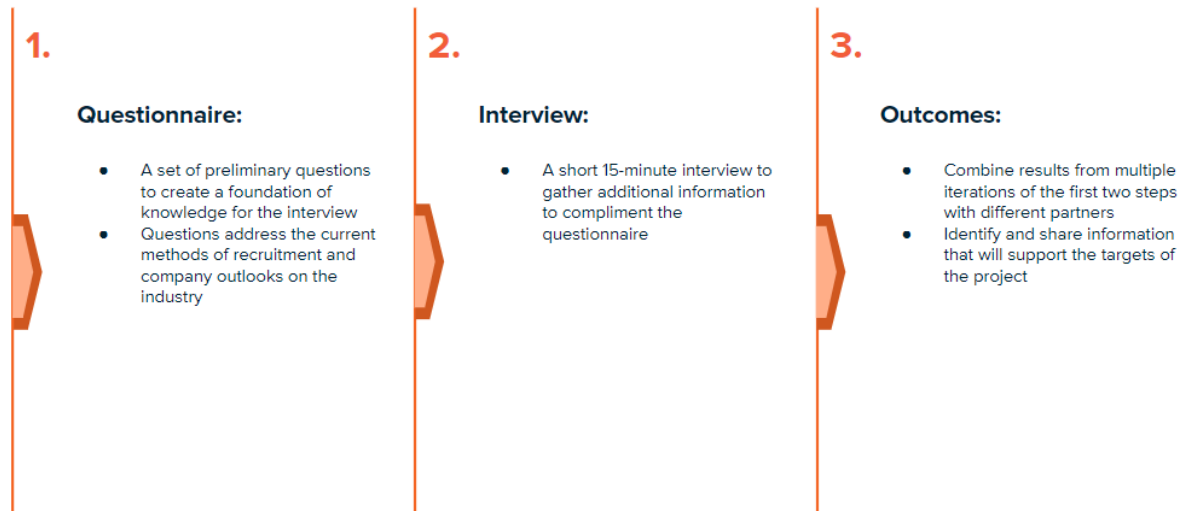 1.
Questionnaire:
● A set of preliminary questions
to create a foundation of
knowledge for the interview
● Questions address the current
methods of recruitment and
company outlooks on the
industry
2.
Interview:
● A short 15-minute interview to
gather additional information
to compliment the
questionnaire
3.
Outcomes:
● Combine results from multiple
iterations of the first two steps
with different partners
● Identify and share information
that will support the targets of
the project